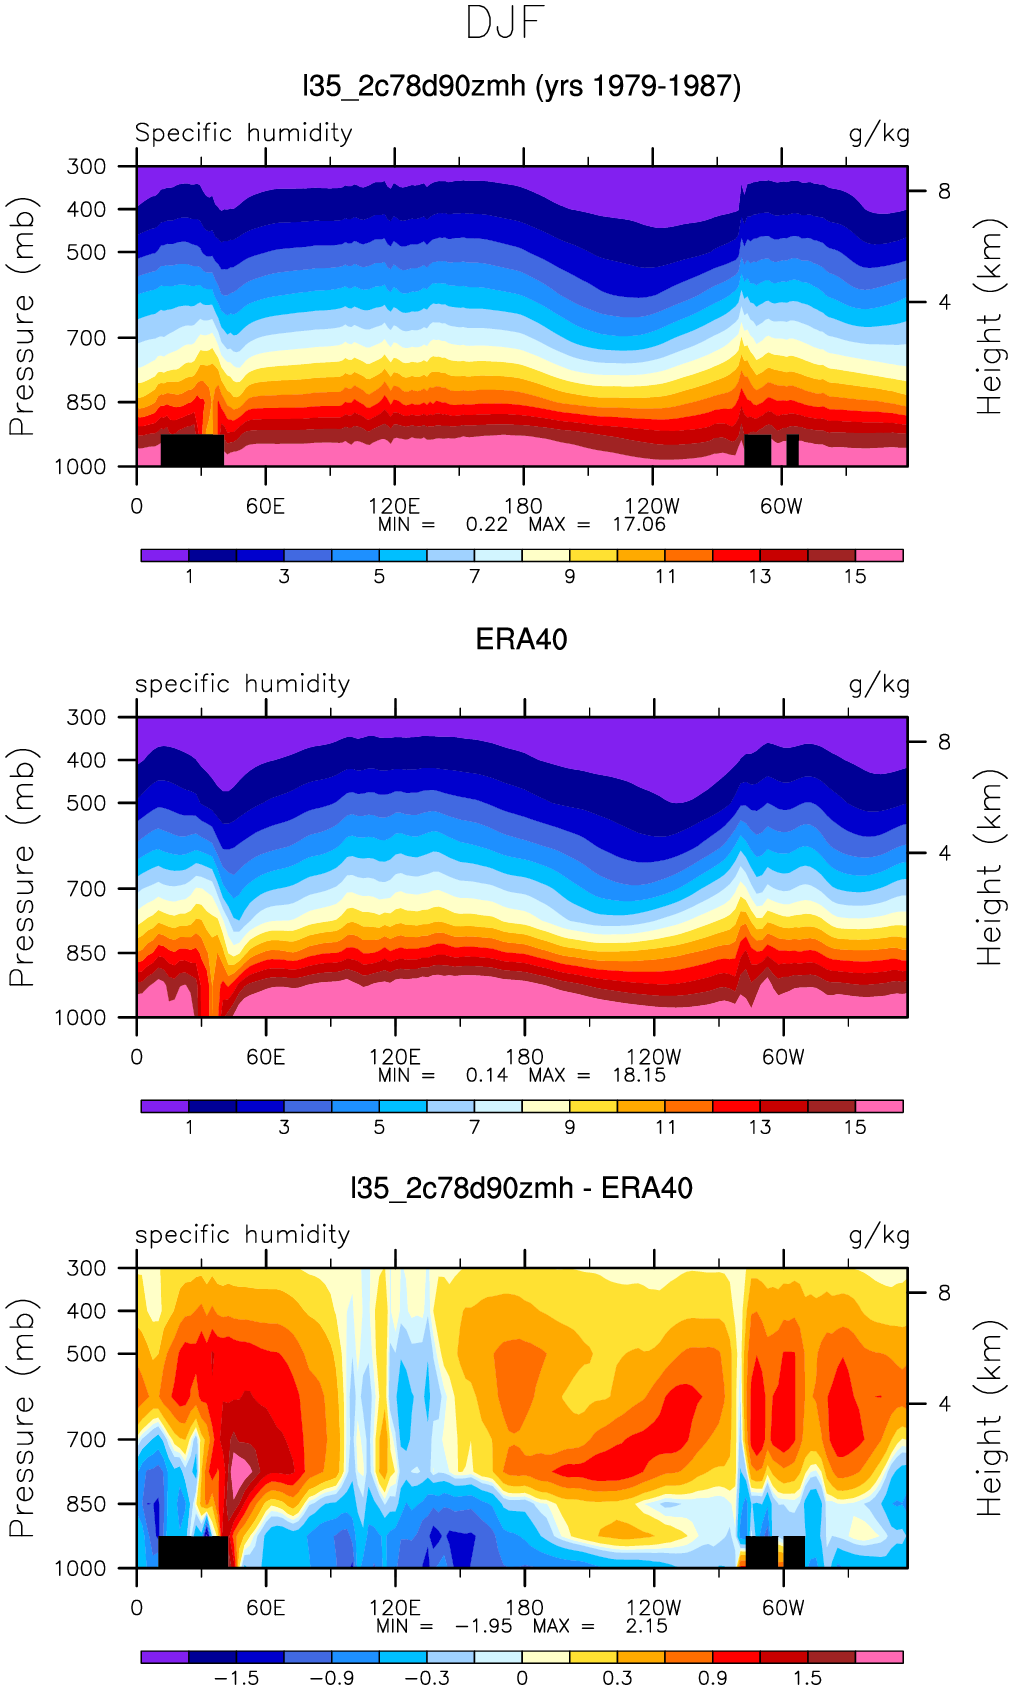 DJF
l35_2c78d90zmh (yrs 1979-1987)
Specific humidity g/kg
300
400
500
700
850
1000
Pressure (mb)
8
4
Height (km)
0 60E 120E 180 120W 60W
MIN = 0.22 MAX = 17.06
1 3 5 7 9 11 13 15
ERA40
specific humidity g/kg
300
400
500
700
850
1000
Pressure (mb)
8
4
Height (km)
0 60E 120E 180 120W 60W
MIN = 0.14 MAX = 18.15
1 3 5 7 9 11 13 15
l35_2c78d90zmh - ERA40
specific humidity g/kg
300
400
500
700
850
1000
Pressure (mb)
8
4
Height (km)
0 60E 120E 180 120W 60W
MIN = -1.95 MAX = 2.15
-1.5 -0.9 -0.3 0 0.3 0.9 1.5